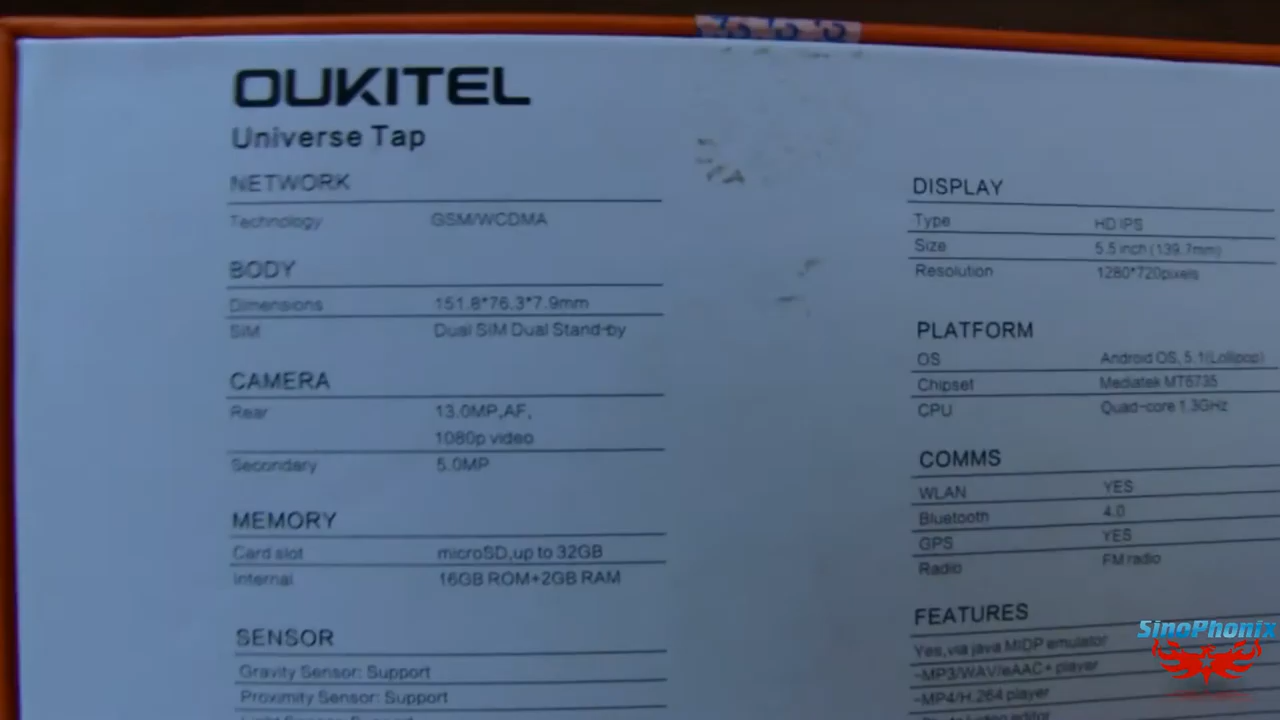 OUKITEL
Universe Tap
NETWORK
Technology GSM/WCDMA
BODY
Dimensions 151.8*76.3*7.9mm
SIM Dual SIM Dual Stand-by
CAMERA
Rear 13.0MP,AF,
1080p video
Secondary 5.0MP
MEMORY
Card slot microSD,up to 32GB
Internal 16GB ROM+2GB RAM
SENSOR
Gravity Sensor: Support
Proximity Sensor: Support
DISPLAY
Type HD IPS
Size 5.5 inch (139.7mm)
Resolution 1280*720pixels
PLATFORM
OS Android OS, 5.1(Lollipop)
Chipset Mediatek MT6735
CPU Quad-core 1.3GHz
COMMS
WLAN YES
Bluetooth 4.0
GPS YES
Radio FM radio
FEATURES
Yes,via java MIDP emulator
-MP3/WAV/eAAC+ player
-MP4/H.264 player
SinoPhonix